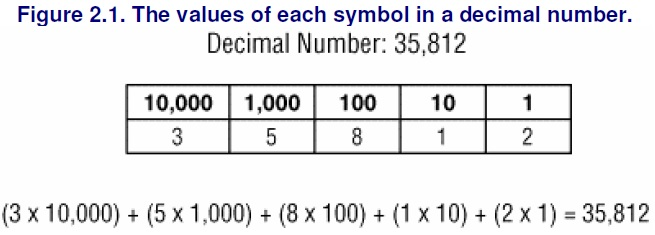 Figure 2.1. The values of each symbol in a decimal number.
Decimal Number: 35,812
10,000 1,000 100 10 1
3 5 8 1 2
(3 x 10,000) + (5 x 1,000) + (8 x 100) + (1 x 10) + (2 x 1) = 35,812